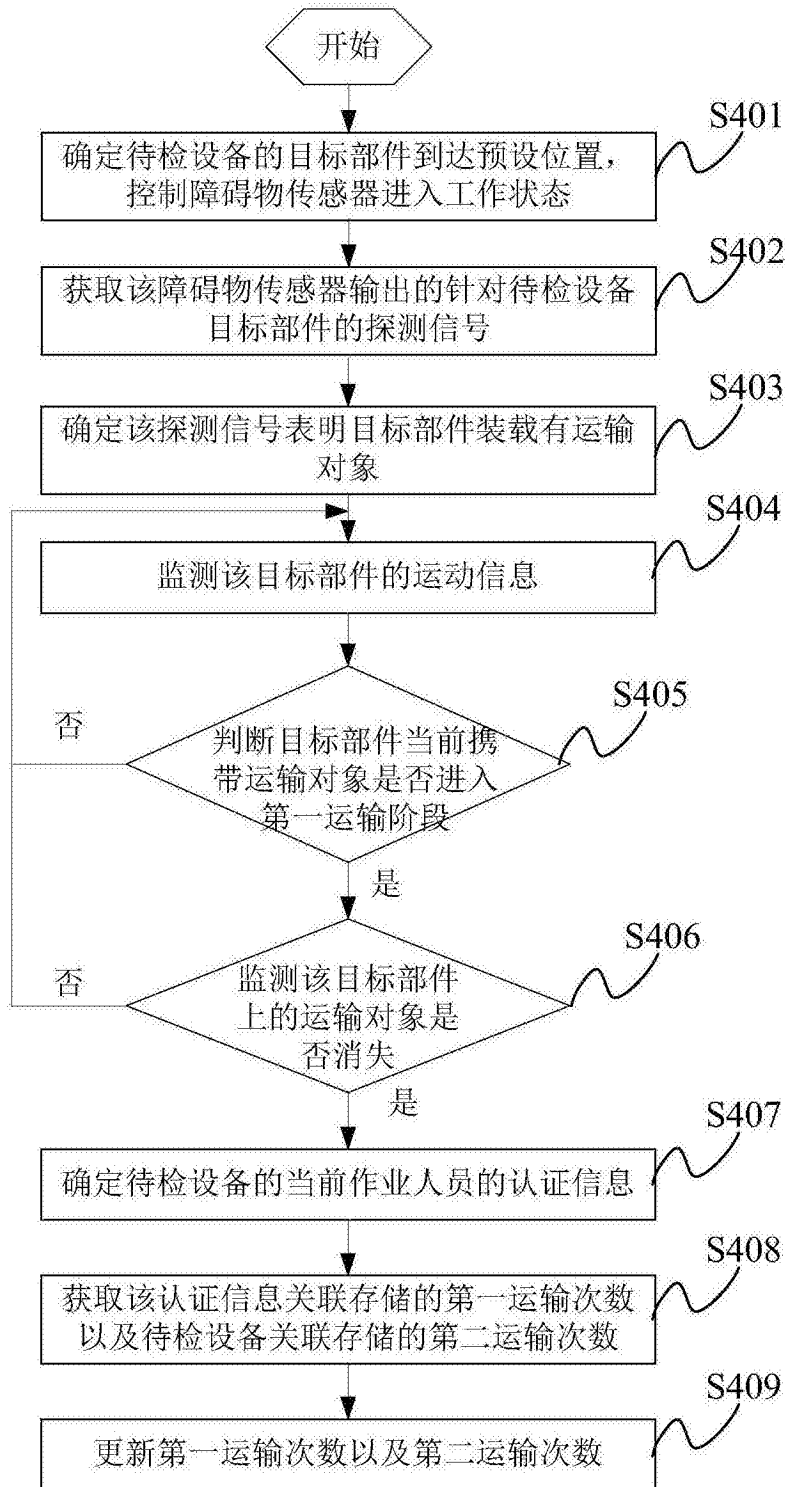 开始
S401
确定待检设备的目标部件到达预设位置，
控制障碍物传感器进入工作状态
S402
获取该障碍物传感器输出的针对待检设备
目标部件的探测信号
S403
确定该探测信号表明目标部件装载有运输
对象
S404
监测该目标部件的运动信息
S405
否
判断目标部件当前携
带运输对象是否进入
第一运输阶段
是
S406
否
监测该目标部件
上的运输对象是
否消失
是
S407
确定待检设备的当前作业人员的认证信息
S408
获取该认证信息关联存储的第一运输次数
以及待检设备关联存储的第二运输次数
S409
更新第一运输次数以及第二运输次数